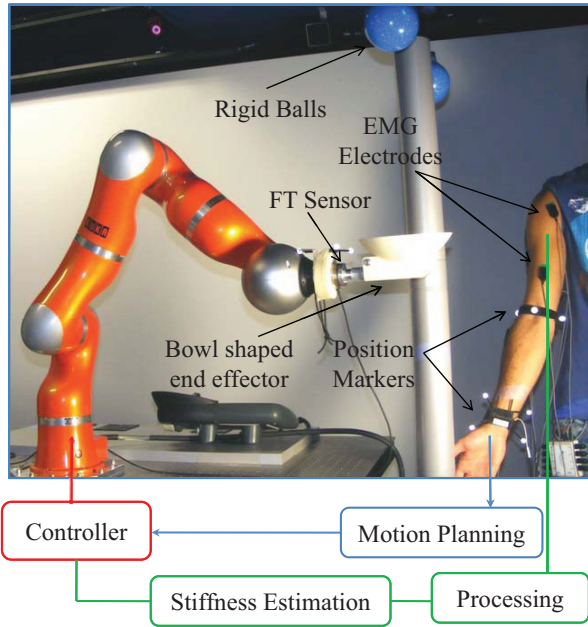 Rigid Balls
EMG
Electrodes
FT Sensor
Bowl shaped
end effector
Position
Markers
Controller
Motion Planning
Stiffness Estimation
Processing